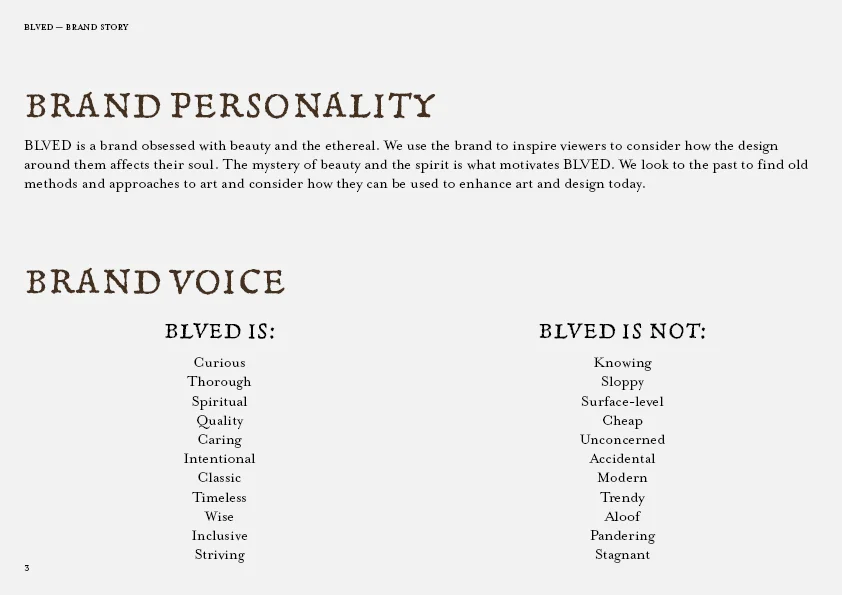 BLVED — BRAND STORY
BRAND PERSONALITY
BLVED is a brand obsessed with beauty and the ethereal. We use the brand to inspire viewers to consider how the design
around them affects their soul. The mystery of beauty and the spirit is what motivates BLVED. We look to the past to find old
methods and approaches to art and consider how they can be used to enhance art and design today.
BRAND VOICE
BLVED IS:
Curious
Thorough
Spiritual
Quality
Caring
Intentional
Classic
Timeless
Wise
Inclusive
Striving
BLVED IS NOT:
Knowing
Sloppy
Surface-level
Cheap
Unconcerned
Accidental
Modern
Trendy
Aloof
Pandering
Stagnant
3